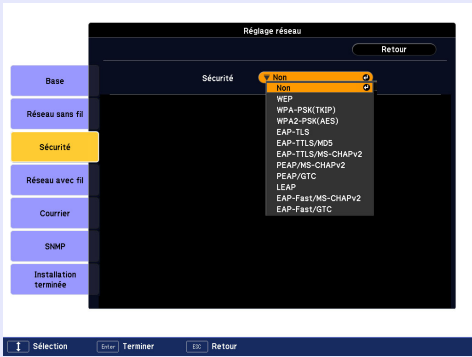 Réglage réseau
Retour
Base
Réseau sans fil
Sécurité
Réseau avec fil
Courrier
SNMP
Installation
terminée
Sécurité
Non
Non
WEP
WPA-PSK(TKIP)
WPA2-PSK(AES)
EAP-TLS
EAP-TTLS/MD5
EAP-TTLS/MS-CHAPv2
PEAP/MS-CHAPv2
PEAP/GTC
LEAP
EAP-Fast/MS-CHAPv2
EAP-Fast/GTC
Sélection Enter Terminer ESC Retour